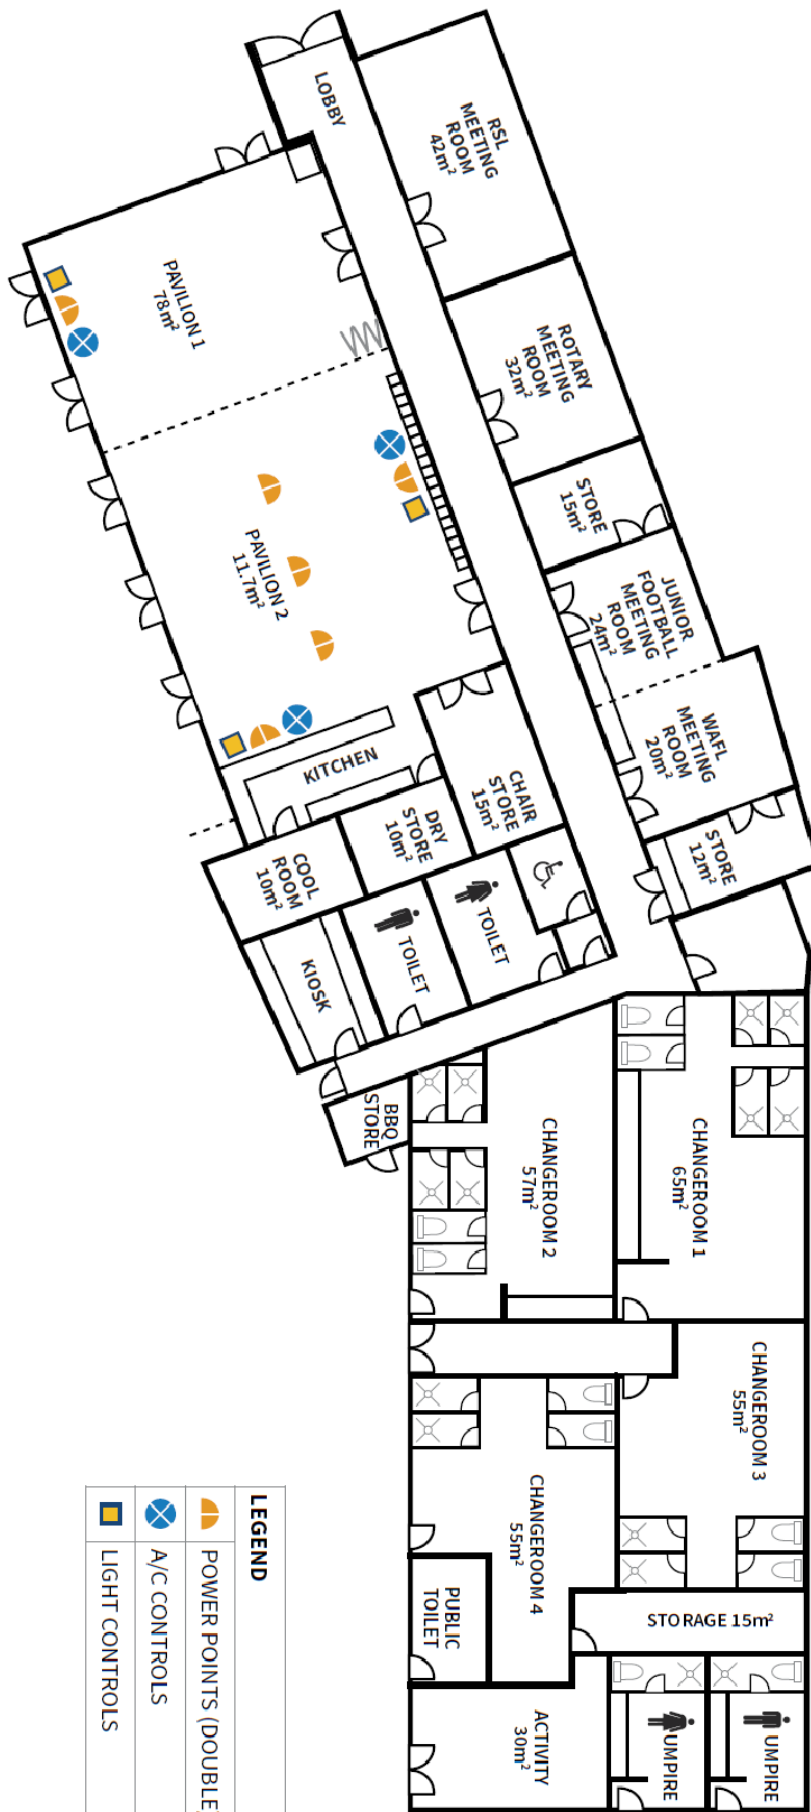 LOBBY
RSL
MEETING
ROOM
42m²
PAVILION 1
78m²
ROTARY
MEETING
ROOM
32m²
STORE
15m²
PAVILION 2
11.7m²
JUNIOR
FOOTBALL
MEETING
ROOM
24m²
WAFL
MEETING
ROOM
20m²
STORE
12m²
KITCHEN
CHAIR
STORE
15m²
DRY
STORE
10m²
COOL
ROOM
10m²
TOILET
TOILET
KIOSK
BBQ
STORE
CHANGEROOM 1
65m²
CHANGEROOM 2
57m²
CHANGEROOM 3
55m²
CHANGEROOM 4
55m²
STORAGE 15m²
PUBLIC
TOILET
ACTIVITY
30m²
UMPIRE
UMPIRE
LEGEND
POWER POINTS (DOUBLE
A/C CONTROLS
LIGHT CONTROLS